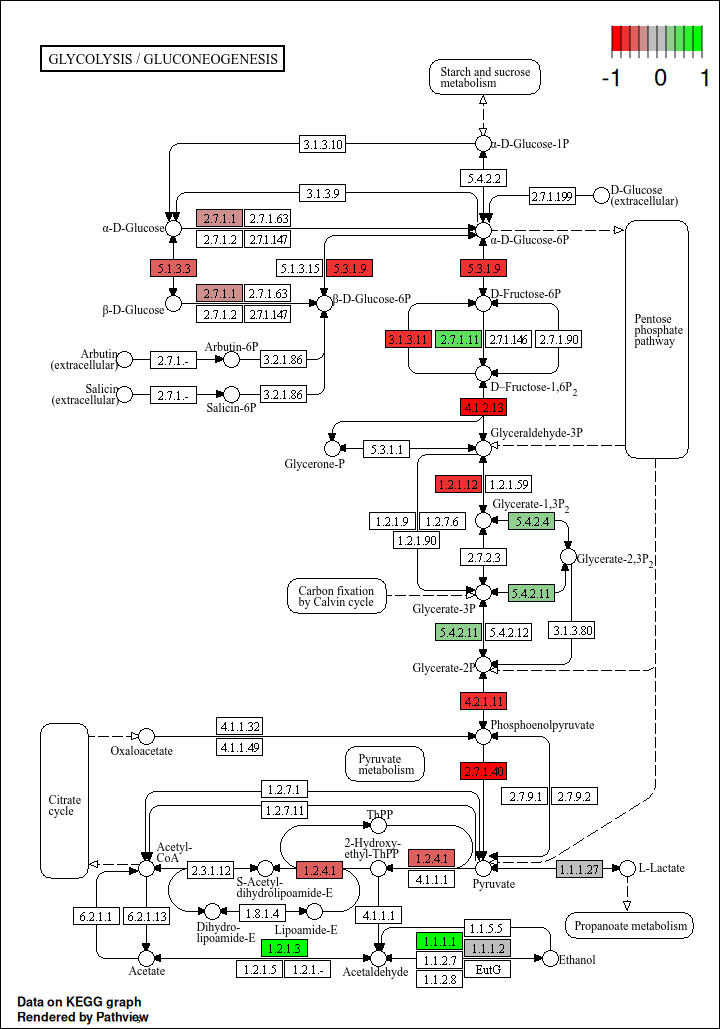 GLYCOLYSIS / GLUCONEOGENESIS
-1 0 1
Starch and sucrose
metabolism
3.1.3.10
α-D-Glucose-1P
5.4.2.2
3.1.3.9
2.7.1.199
D-Glucose
(extracellular)
2.7.1.1 2.7.1.63
α-D-Glucose
2.7.1.2 2.7.1.147
α-D-Glucose-6P
5.1.3.3
5.1.3.15 5.3.1.9
5.3.1.9
2.7.1.1 2.7.1.63
β-D-Glucose
2.7.1.2 2.7.1.147
β-D-Glucose-6P
D-Fructose-6P
Pentose
phosphate
pathway
3.1.3.11 2.7.1.11 2.7.1.146 2.7.1.90
Arbutin
(extracellular)
2.7.1.-
Arbutin-6P
3.2.1.86
Salicin
(extracellular)
2.7.1.-
Salicin-6P
3.2.1.86
D-Fructose-1,6P2
4.1.2.13
Glyceraldehyde-3P
5.3.1.1
Glycerone-P
1.2.1.12 1.2.1.59
Glycerate-1,3P2
1.2.1.9 1.2.7.6
1.2.1.90
5.4.2.4
2.7.2.3
Glycerate-2,3P2
Carbon fixation
by Calvin cycle
5.4.2.11
Glycerate-3P
5.4.2.11 5.4.2.12
3.1.3.80
Glycerate-2P
4.2.1.11
Phosphoenolpyruvate
4.1.1.32
4.1.1.49
Oxaloacetate
Pyruvate
metabolism
2.7.1.40
Citrate
cycle
1.2.7.1
1.2.7.11
2.7.9.1 2.7.9.2
ThPP
Acetyl-
CoA
2-Hydroxy-
ethyl-ThPP
2.3.1.12
1.2.4.1
1.2.4.1
4.1.1.1
1.1.1.27
L-Lactate
S-Acetyl-
dihydrolipoamide-E
Pyruvate
6.2.1.1 6.2.1.13
1.8.1.4
4.1.1.1
Dihydro-
lipoamide-E
Lipoamide-E
Propanoate metabolism
1.2.1.3
1.2.1.5 1.2.1.-
Acetate
Acetaldehyde
1.1.5.5
1.1.1.1 1.1.1.2
1.1.2.7 EutG
1.1.2.8
Ethanol
Data on KEGG graph
Rendered by Pathview